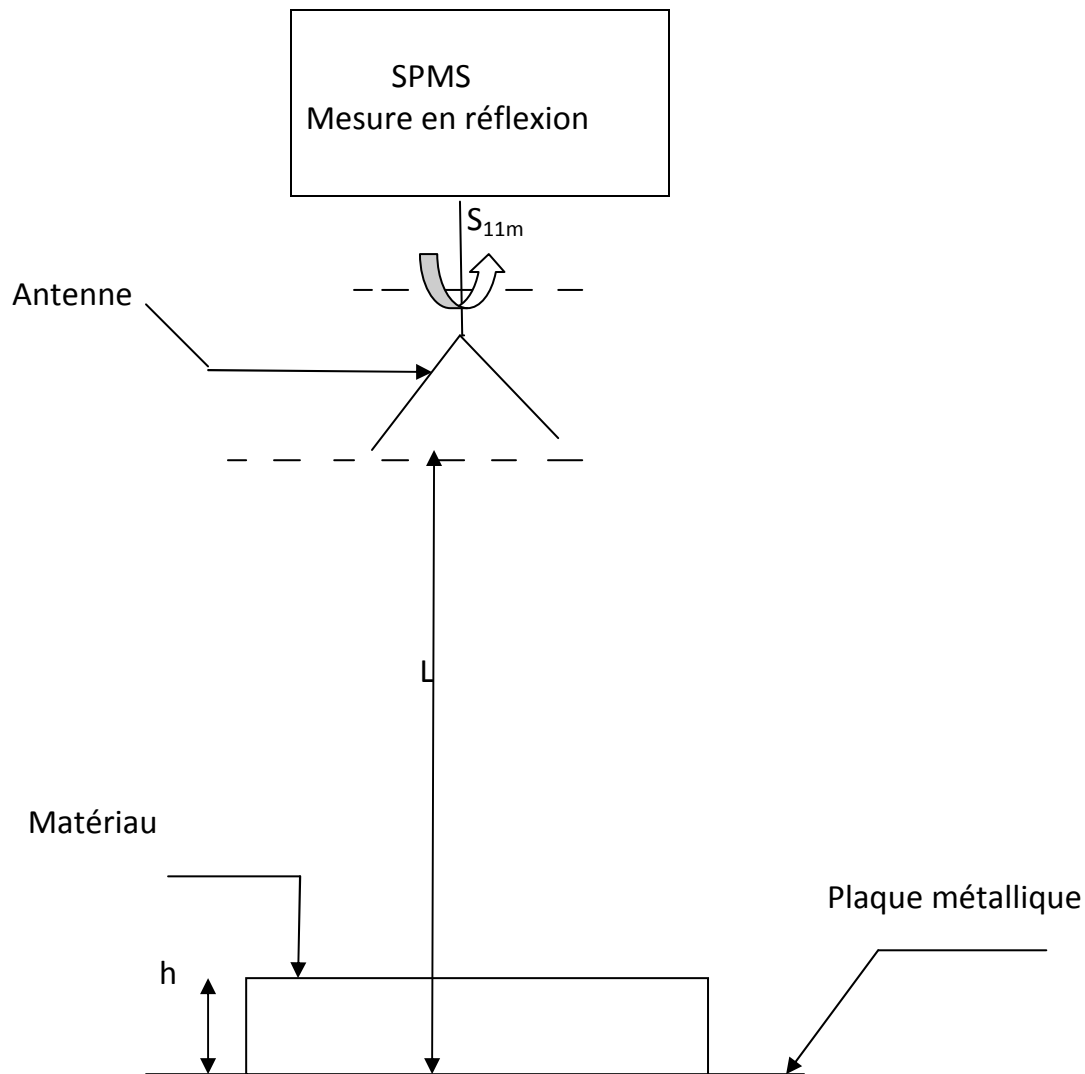 SPMS
Mesure en réflexion
S11m
Antenne
L
Matériau
Plaque métallique
h